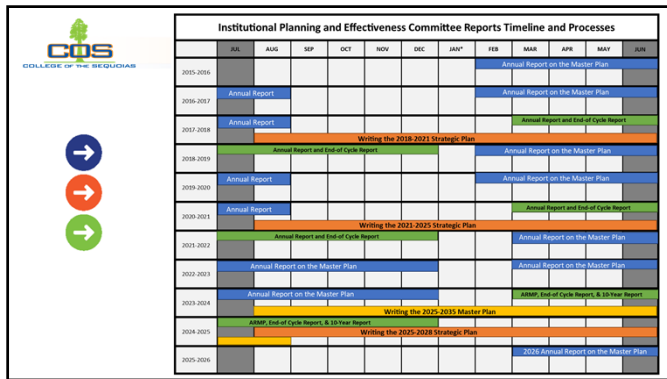 COS
COLLEGE OF THE SEQUOIAS
Institutional Planning and Effectiveness Committee Reports Timeline and Processes
JUL AUG SEP OCT NOV DEC JAN* FEB MAR APR MAY JUN
2015-2016 Annual Report on the Master Plan
2016-2017 Annual Report Annual Report on the Master Plan
2017-2018 Annual Report Annual Report and End-of Cycle Report
Writing the 2018-2021 Strategic Plan
2018-2019 Annual Report and End-of Cycle Report Annual Report on the Master Plan
2019-2020 Annual Report Annual Report on the Master Plan
2020-2021 Annual Report Annual Report and End-of Cycle Report
Writing the 2021-2025 Strategic Plan
2021-2022 Annual Report and End-of Cycle Report Annual Report on the Master Plan
2022-2023 Annual Report on the Master Plan Annual Report on the Master Plan
2023-2024 Annual Report on the Master Plan ARMP, End-of Cycle Report, & 10-Year Report
Writing the 2025-2035 Master Plan
2024-2025 ARMP, End-of Cycle Report, & 10-Year Report
Writing the 2025-2028 Strategic Plan
2025-2026 2026 Annual Report on the Master Plan